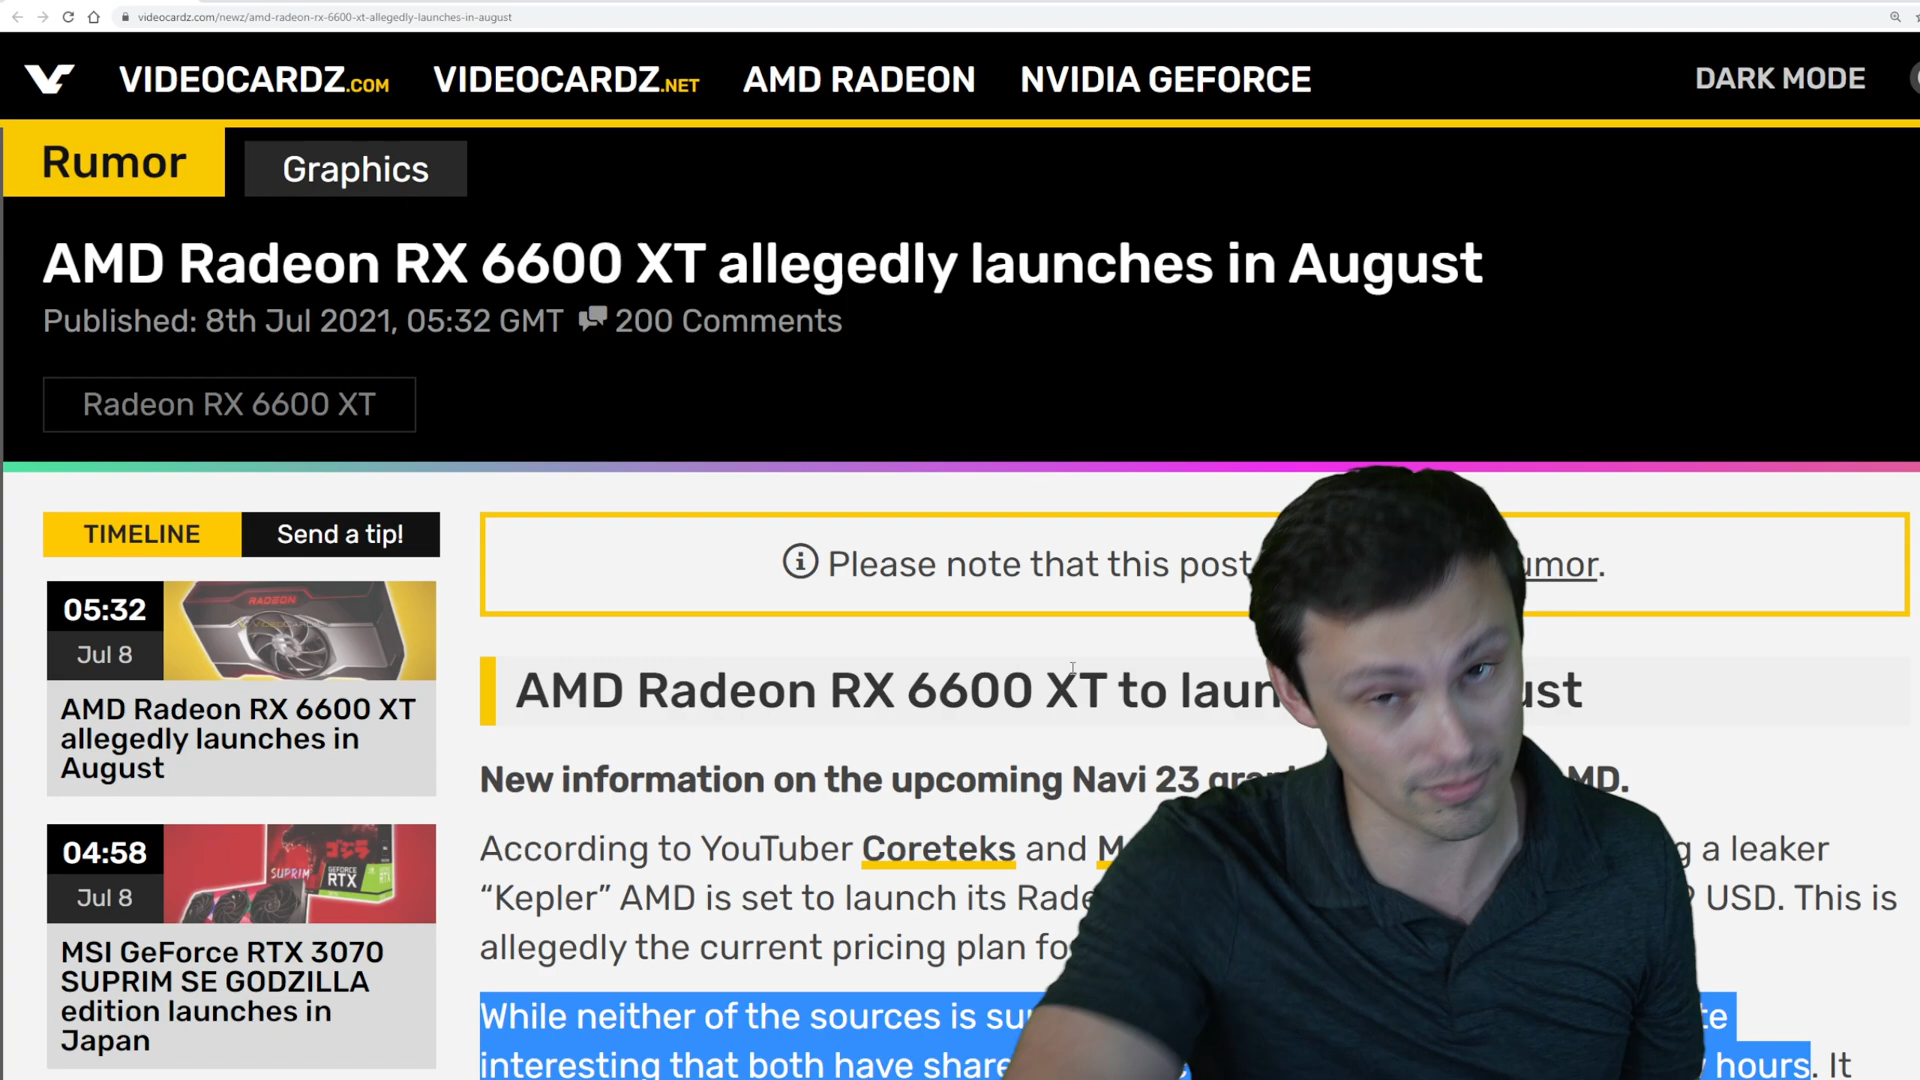 videocardz.com/newz/amd-radeon-rx-6600-xt-allegedly-launches-in-august
VIDEOCARDZ.COM VIDEOCARDZ.NET AMD RADEON NVIDIA GEFORCE DARK MODE
Rumor Graphics
AMD Radeon RX 6600 XT allegedly launches in August
Published: 8th Jul 2021, 05:32 GMT 200 Comments
Radeon RX 6600 XT
TIMELINE Send a tip!
Please note that this post umor.
05:32
Jul 8
RADEON
AMD Radeon RX 6600 XT
allegedly launches in
August
04:58
Jul 8
ゴジラ
SUPRIM
GEFORCE
RTX
MSI GeForce RTX 3070
SUPRIM SE GODZILLA
edition launches in
Japan
AMD Radeon RX 6600 XT to laun ust
New information on the upcoming Navi 23 MD.
According to YouTuber Coreteks and M g a leaker
“Kepler” AMD is set to launch its Rade USD. This is
allegedly the current pricing plan fo
While neither of the sources is su te
interesting that both have share hours. It